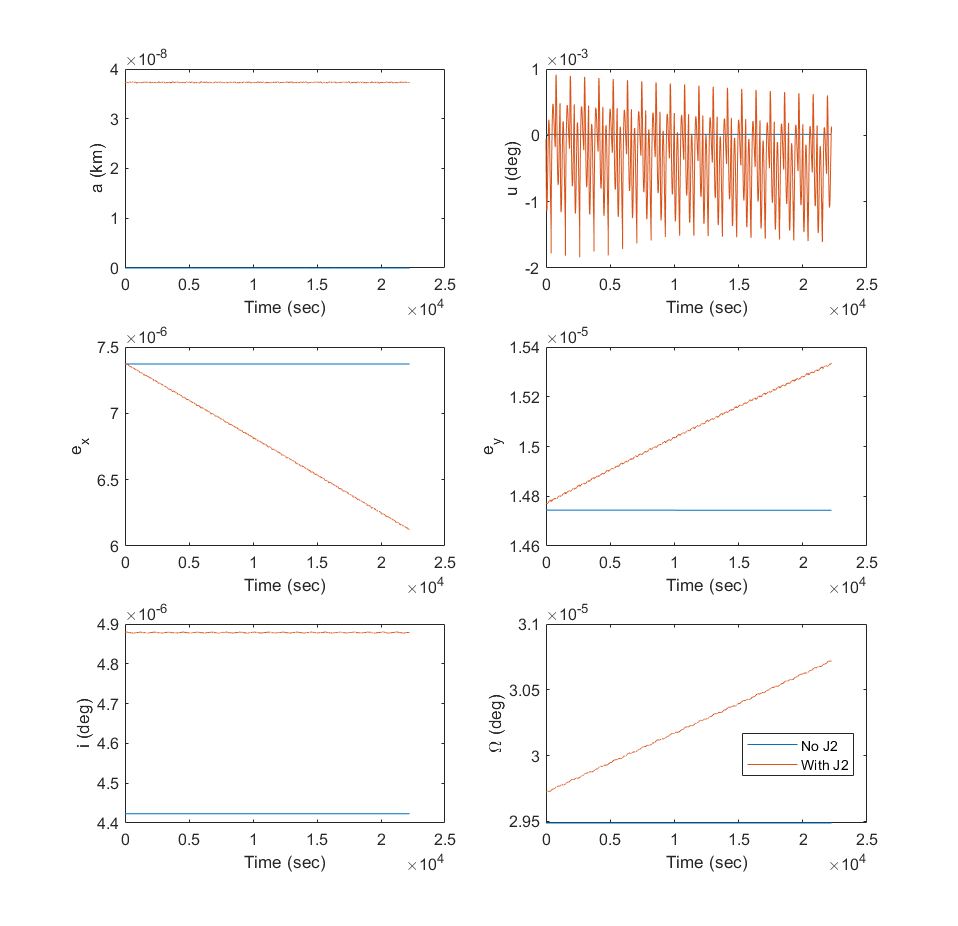 ×10-8
4
3
2
1
0
a (km)
0 0.5 1 1.5 2 2.5
Time (sec)
×104
×10-3
1
0
-1
-2
u (deg)
0 0.5 1 1.5 2 2.5
Time (sec)
×104
×10-6
7.5
7
6.5
6
ex
0 0.5 1 1.5 2 2.5
Time (sec)
×104
×10-5
1.54
1.52
1.5
1.48
1.46
ey
0 0.5 1 1.5 2 2.5
Time (sec)
×104
×10-6
4.9
4.8
4.7
4.6
4.5
4.4
i (deg)
0 0.5 1 1.5 2 2.5
Time (sec)
×104
×10-5
3.1
3.05
3
2.95
Ω (deg)
No J2
With J2
0 0.5 1 1.5 2 2.5
Time (sec)
×104